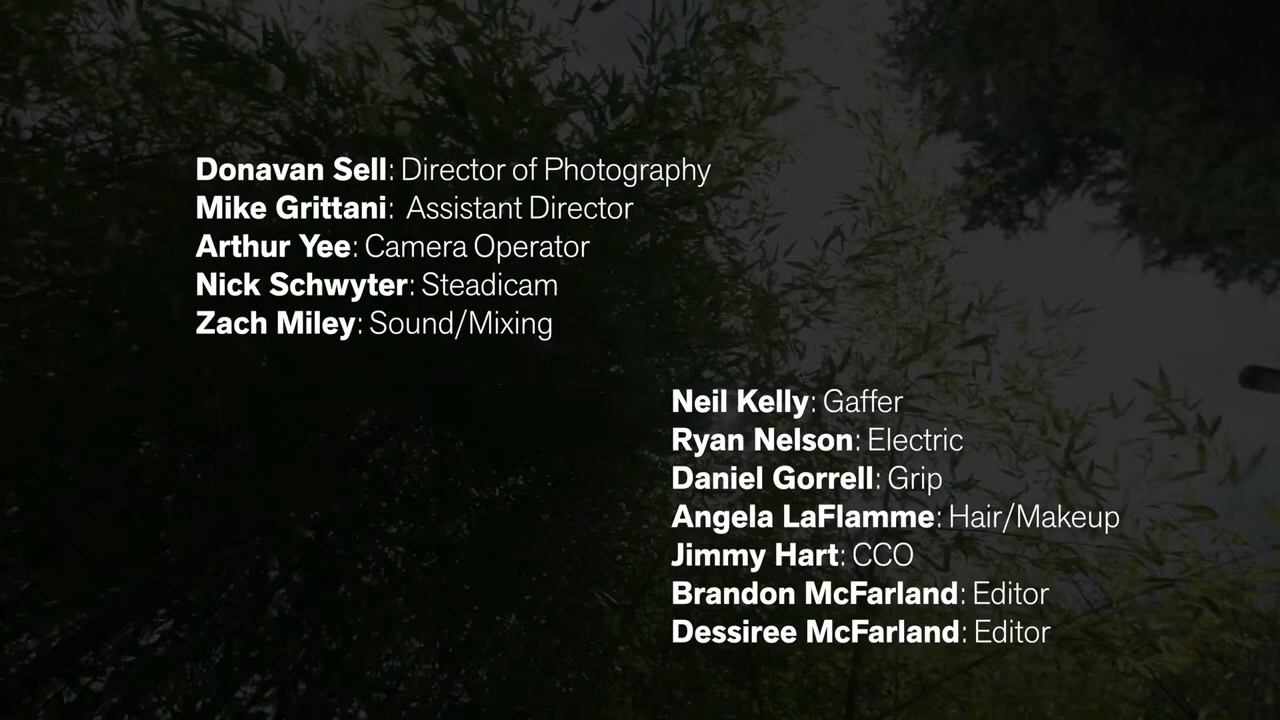 Donavan Sell: Director of Photography
Mike Grittani: Assistant Director
Arthur Yee: Camera Operator
Nick Schwyter: Steadicam
Zach Miley: Sound/Mixing
Neil Kelly: Gaffer
Ryan Nelson: Electric
Daniel Gorrell: Grip
Angela LaFlamme: Hair/Makeup
Jimmy Hart: CCO
Brandon McFarland: Editor
Dessiree McFarland: Editor